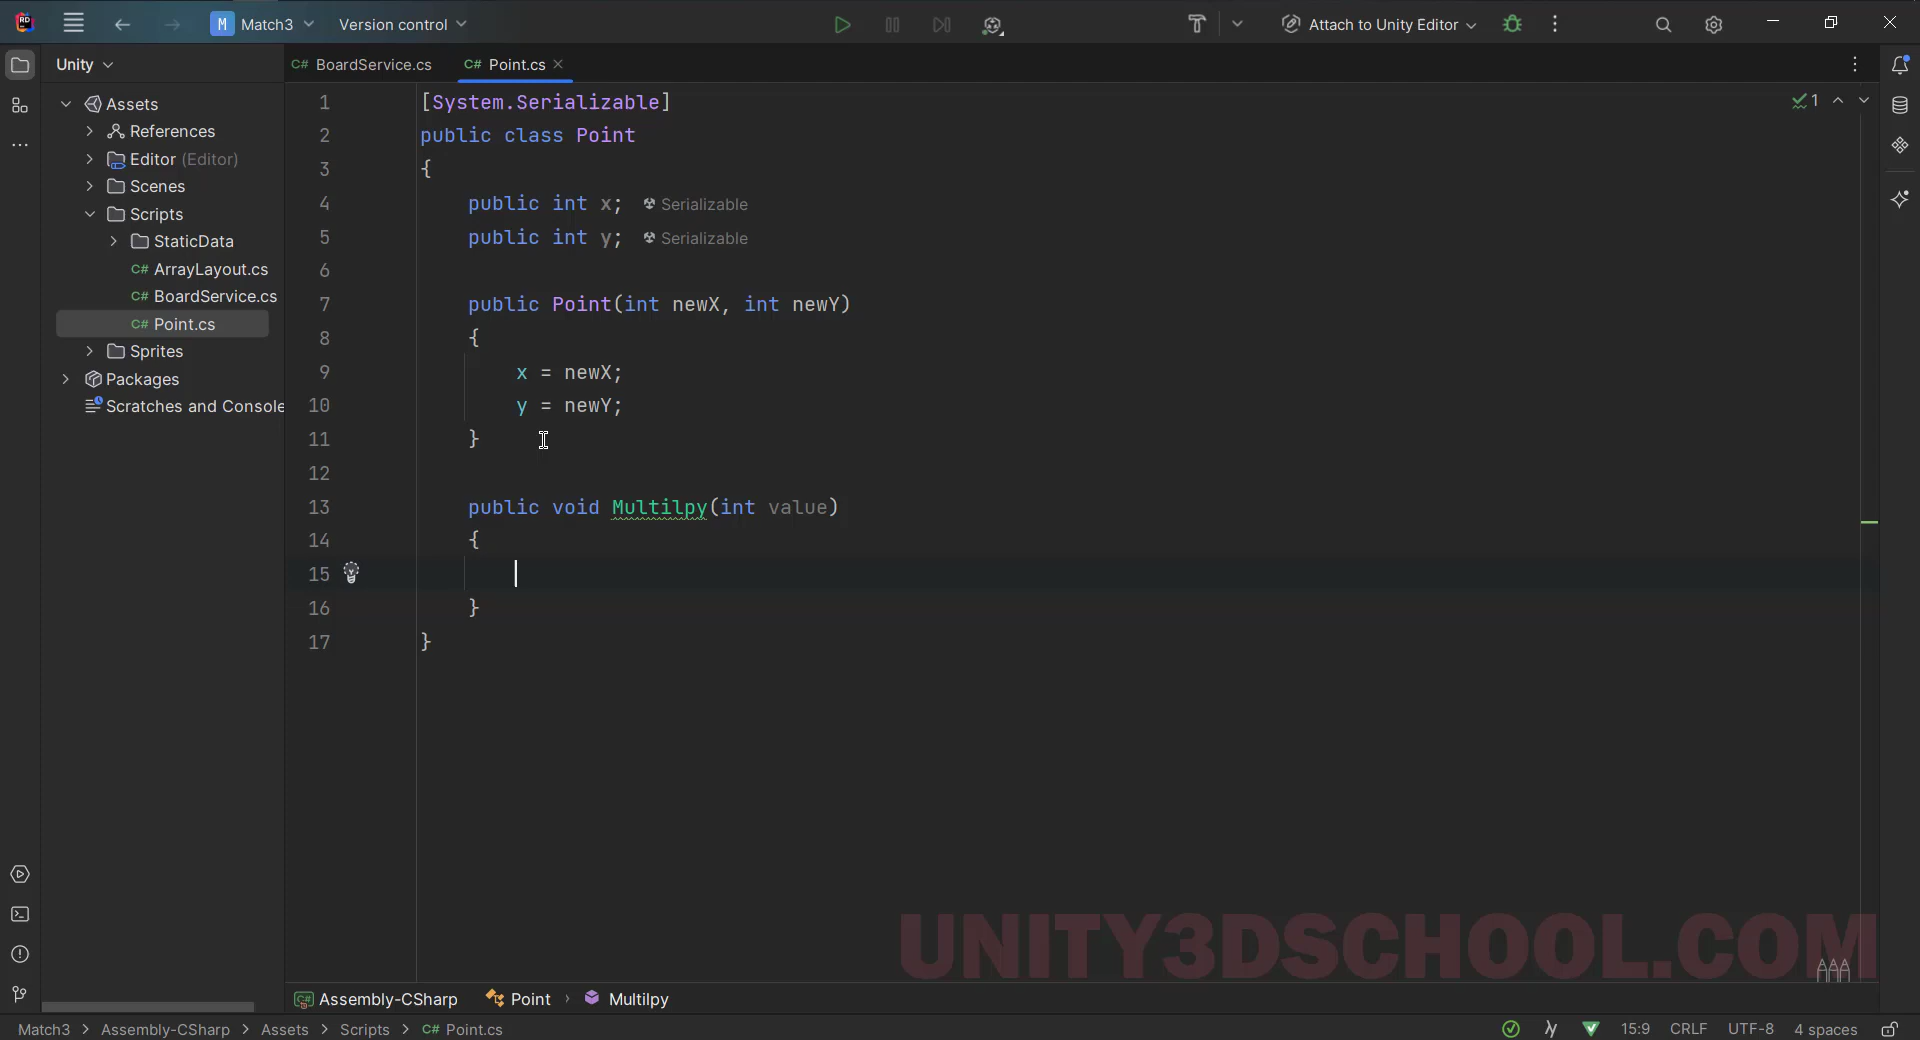 M Match3
Version control
Attach to Unity Editor
Unity
C# BoardService.cs
C# Point.cs
Assets
References
Editor (Editor)
Scenes
Scripts
StaticData
C# ArrayLayout.cs
C# BoardService.cs
C# Point.cs
Sprites
Packages
Scratches and Console
1 [System.Serializable]
2 public class Point
3 {
4 public int x; Serializable
5 public int y; Serializable
6
7 public Point(int newX, int newY)
8 {
9 x = newX;
10 y = newY;
11 }
12
13 public void Multilpy(int value)
14 {
15
16 }
17 }
1
UNITY3DSCHOOL.COM
C# Assembly-CSharp Point › Multilpy
Match3 > Assembly-CSharp > Assets > Scripts > C# Point.cs
15:9 CRLF UTF-8 4 spaces